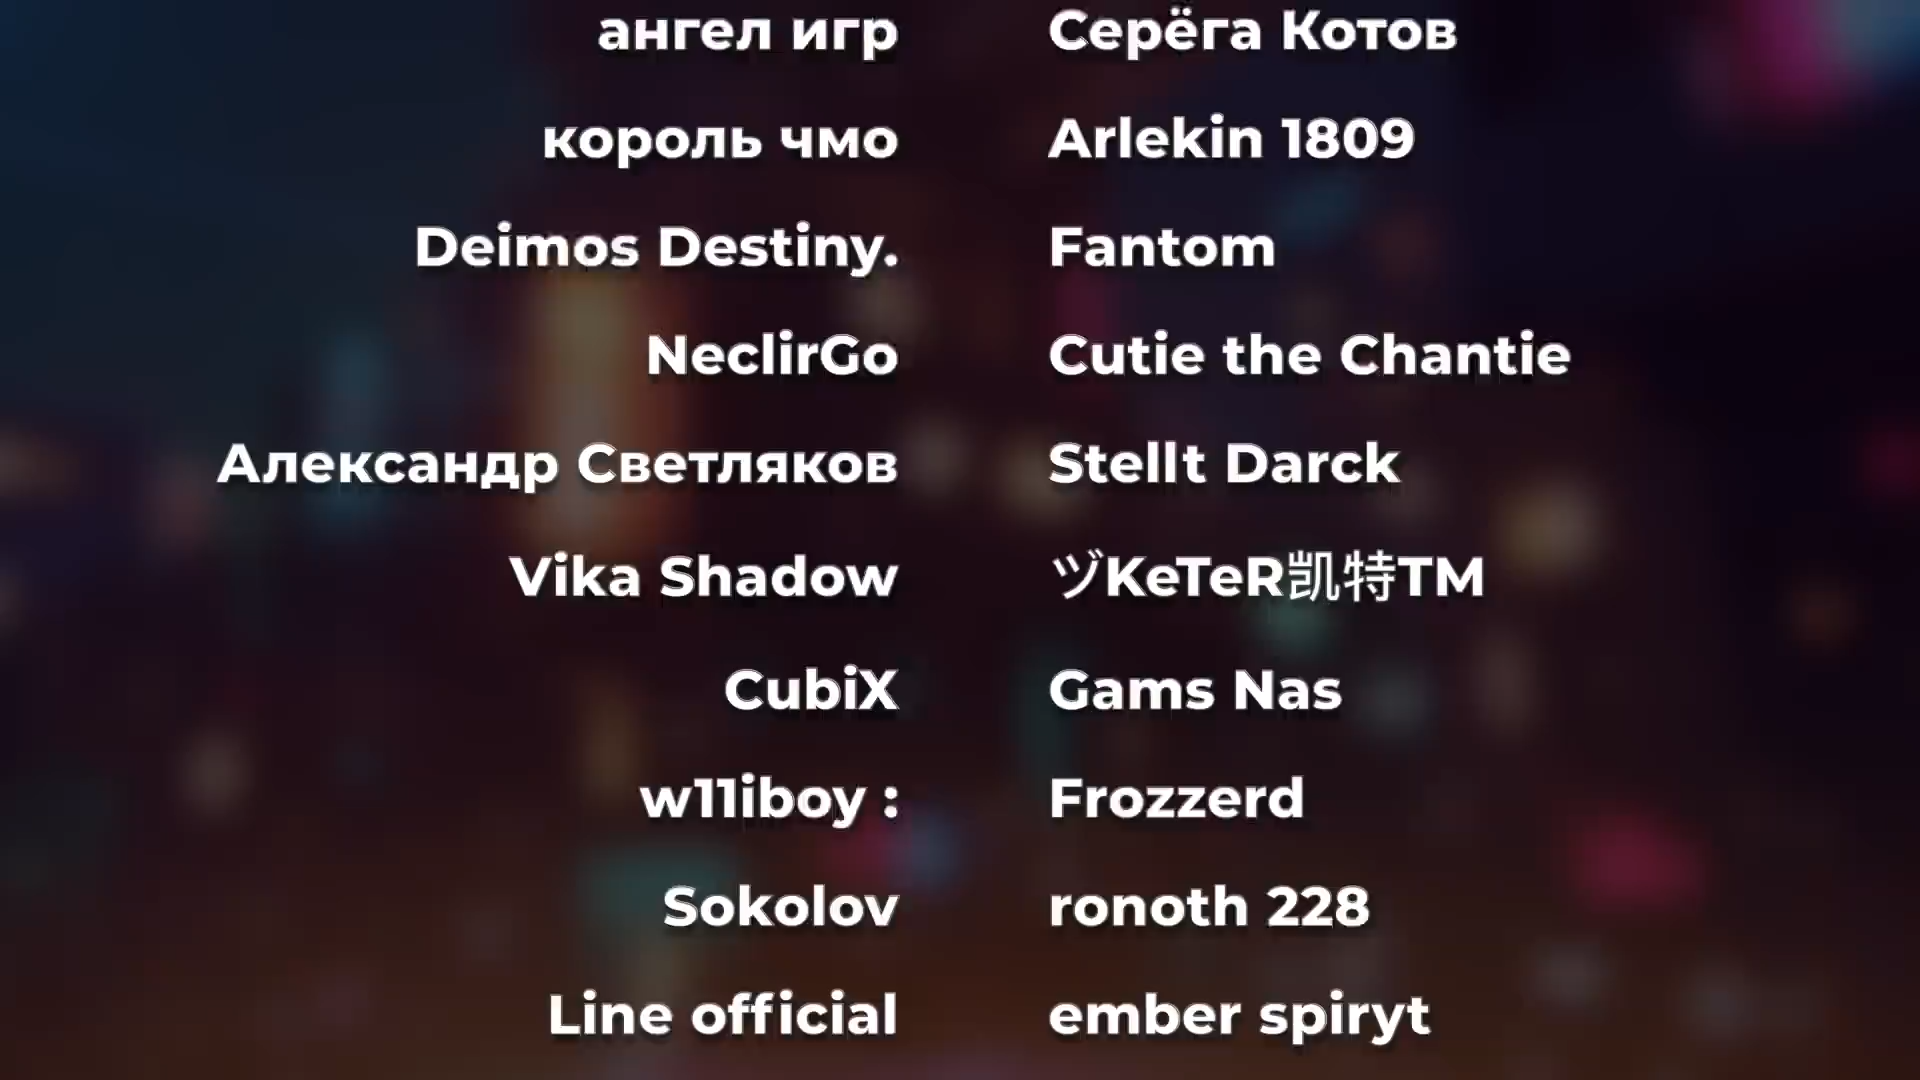 ангел игр Серёга Котов
король чмо Arlekin 1809
Deimos Destiny. Fantom
NeclirGo Cutie the Chantie
Александр Светляков Stellt Darck
Vika Shadow ヅKeTeR凯特TM
CubiX Gams Nas
w11iboy : Frozzerd
Sokolov ronoth 228
Line official ember spiryt